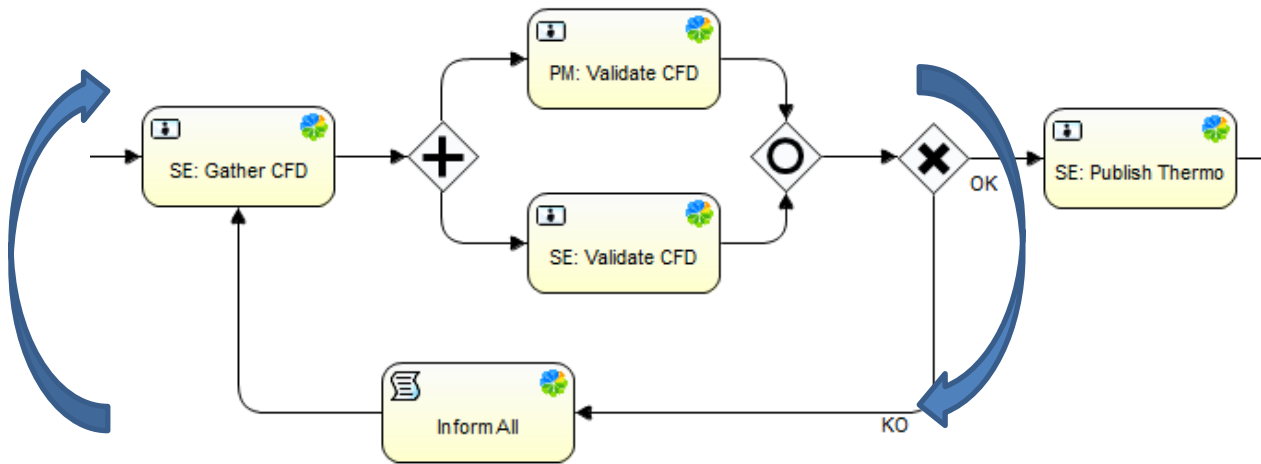 PM: Validate CFD
SE: Gather CFD
SE: Validate CFD
OK
SE: Publish Thermo
Inform All
KO